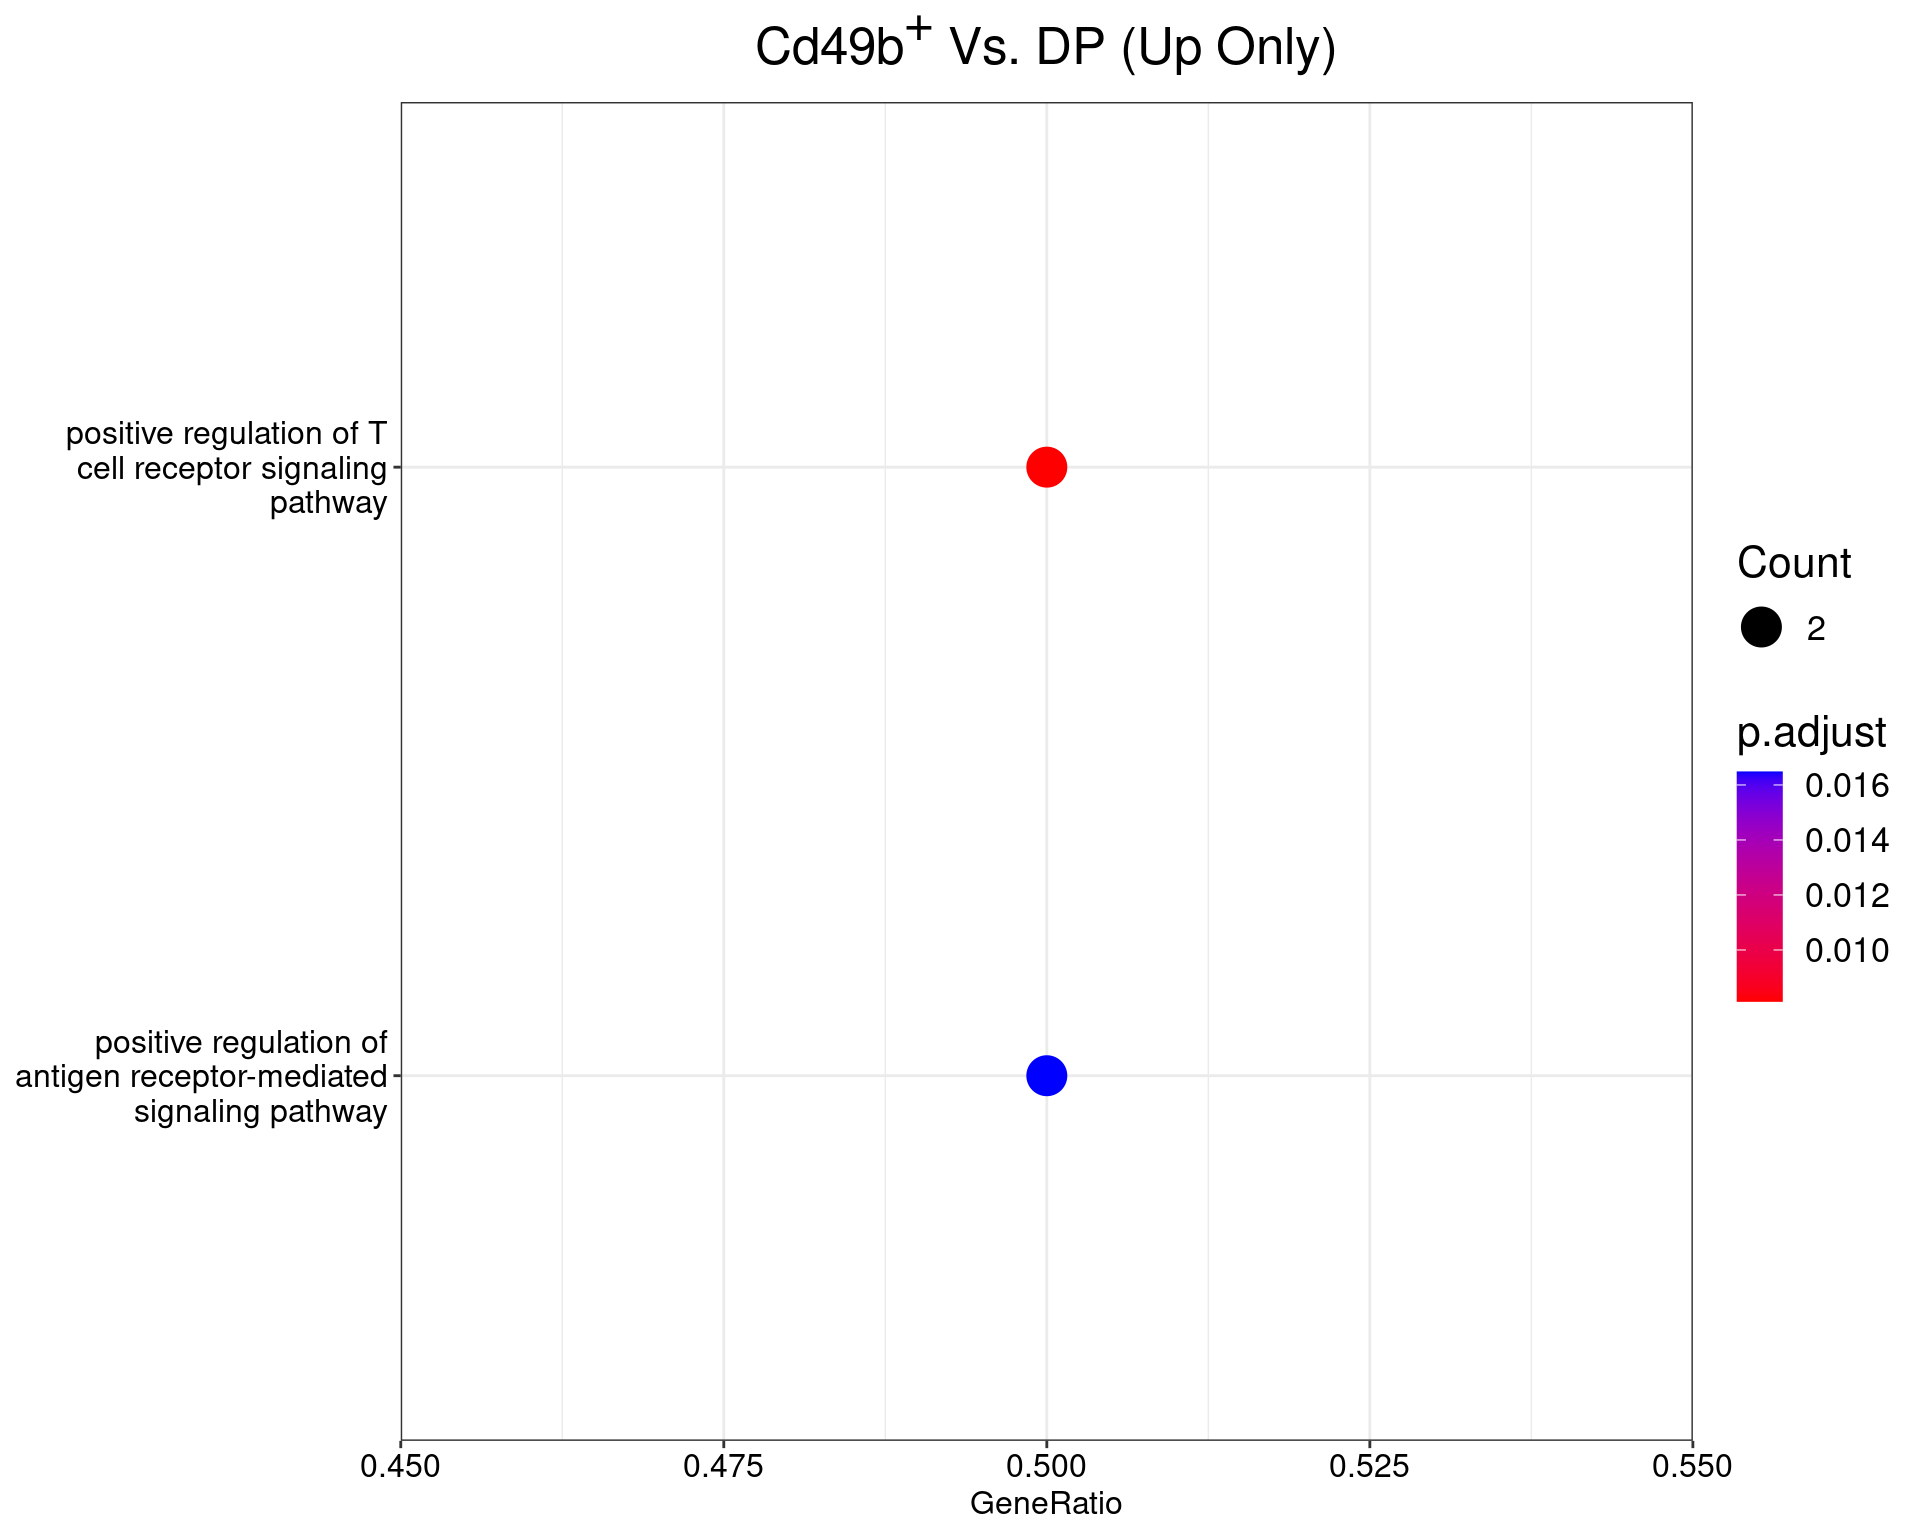 Cd49b+ Vs. DP (Up Only)
positive regulation of T
cell receptor signaling
pathway
positive regulation of
antigen receptor-mediated
signaling pathway
0.450
0.475
0.500
0.525
0.550
GeneRatio
Count
2
p.adjust
0.016
0.014
0.012
0.010